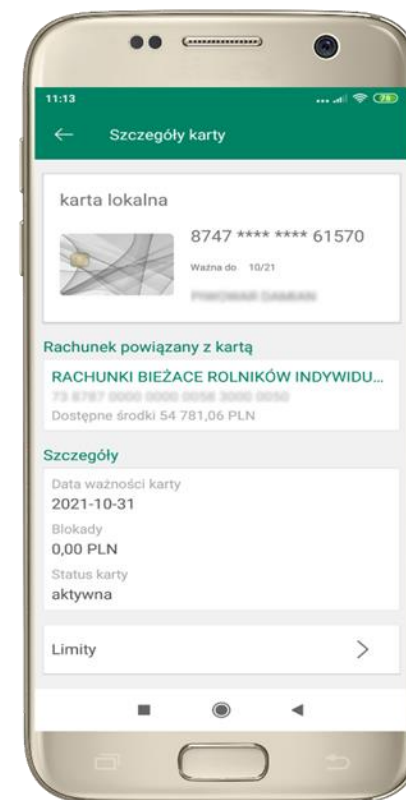 11:13
78
Szczegóły karty
karta lokalna
8747 **** **** 61570
Ważna do 10/21
Rachunek powiązany z kartą
RACHUNKI BIEŻACE ROLNIKÓW INDYWIDU...
Dostępne środki 54 781,06 PLN
Szczegóły
Data ważności karty
2021-10-31
Blokady
0,00 PLN
Status karty
aktywna
Limity